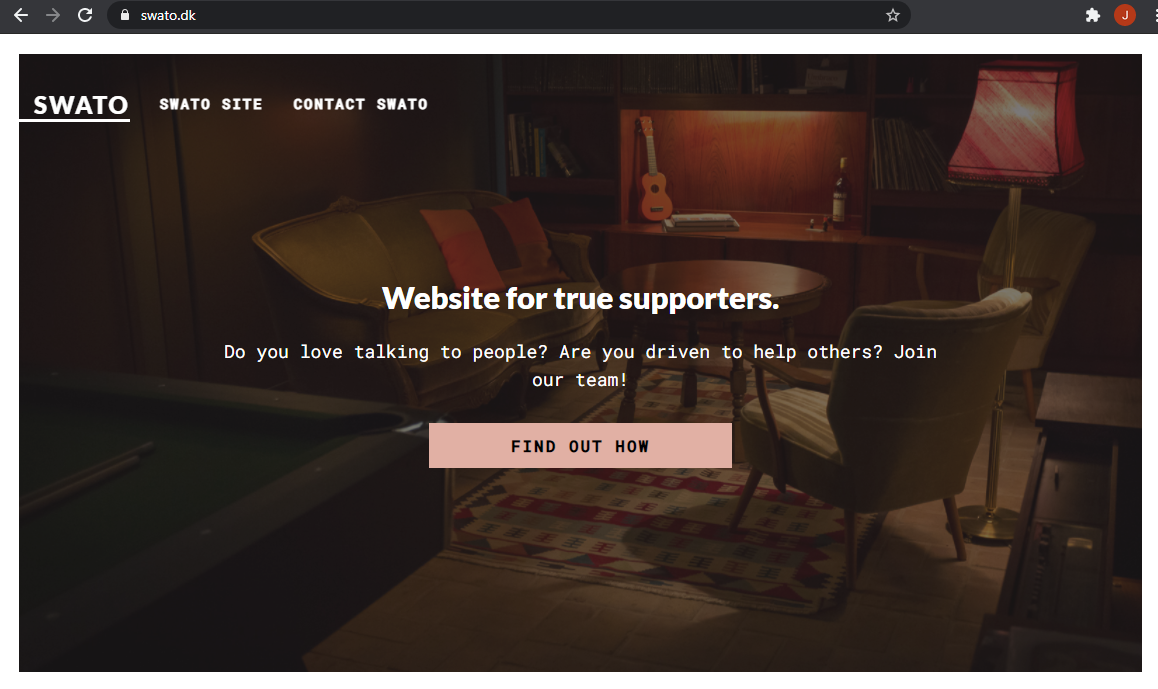 swato.dk
J
SWATO SWATO SITE CONTACT SWATO
Website for true supporters.
Do you love talking to people? Are you driven to help others? Join
our team!
FIND OUT HOW